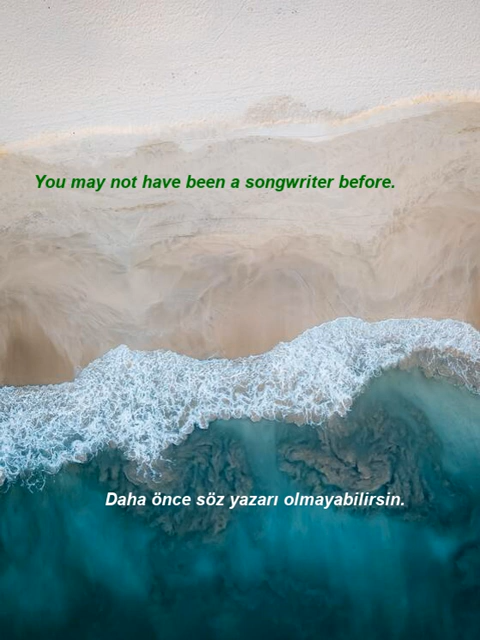 You may not have been a songwriter before.
Daha önce söz yazarı olmayabilirsin.